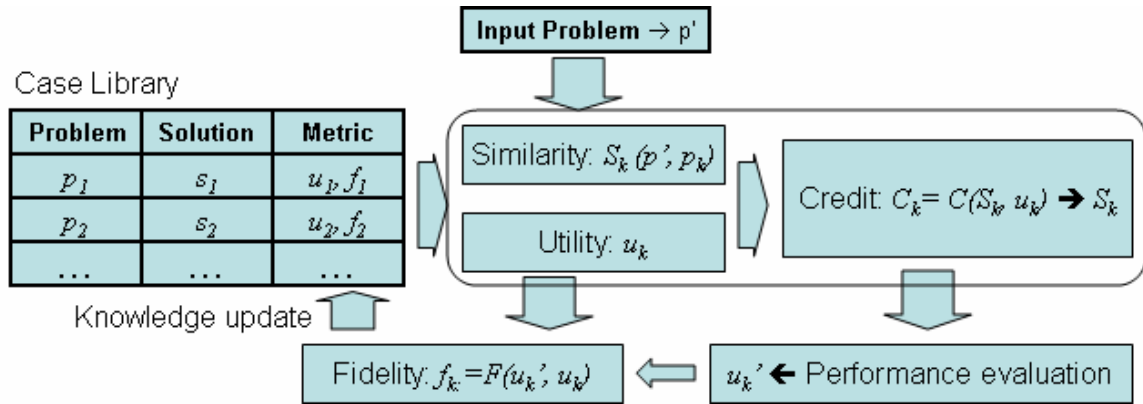 Input Problem → p'
Case Library
Problem Solution Metric
p₁ s₁ u₁, f₁
p₂ s₂ u₂, f₂
... ... ...
Similarity: Sₖ (p', pₖ)
Utility: uₖ
Credit: Cₖ= C(Sₖ, uₖ) ➔ Sₖ
Knowledge update
Fidelity: fₖ:=F(uₖ', uₖ)
uₖ' 🡸 Performance evaluation